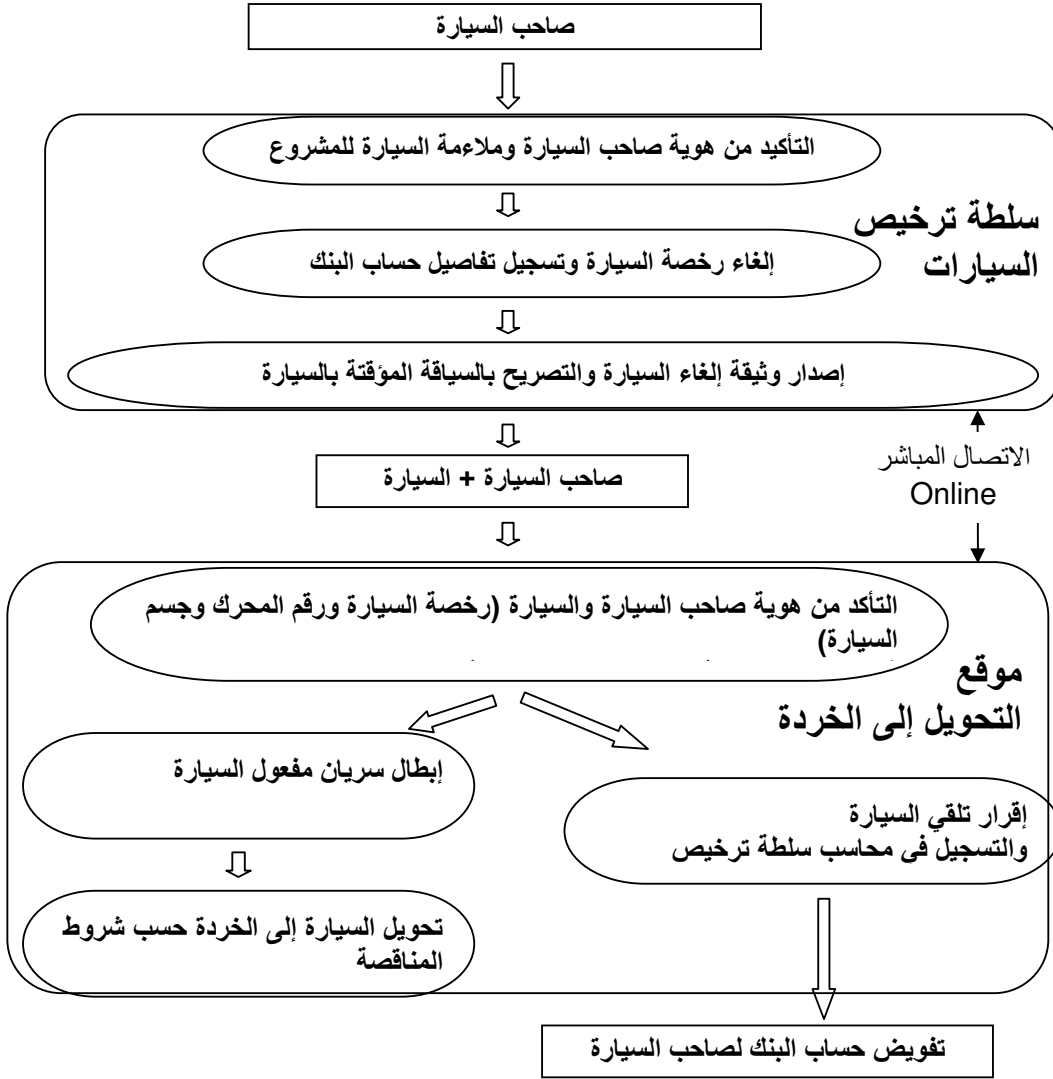 صاحب السيارة
التأكيد من هوية صاحب السيارة وملاءمة السيارة للمشروع
سلطة ترخيص
السيارات
إلغاء رخصة السيارة وتسجيل تفاصيل حساب البنك
إصدار وثيقة إلغاء السيارة والتصريح بالسياقة المؤقتة بالسيارة
الاتصال المباشر
Online
صاحب السيارة + السيارة
التأكد من هوية صاحب السيارة والسيارة (رخصة السيارة ورقم المحرك وجسم
السيارة)
موقع
التحويل إلى الخردة
إبطال سريان مفعول السيارة
إقرار تلقي السيارة
والتسجيل في محاسب سلطة ترخيص
تحويل السيارة إلى الخردة حسب شروط
المناقصة
تفويض حساب البنك لصاحب السيارة